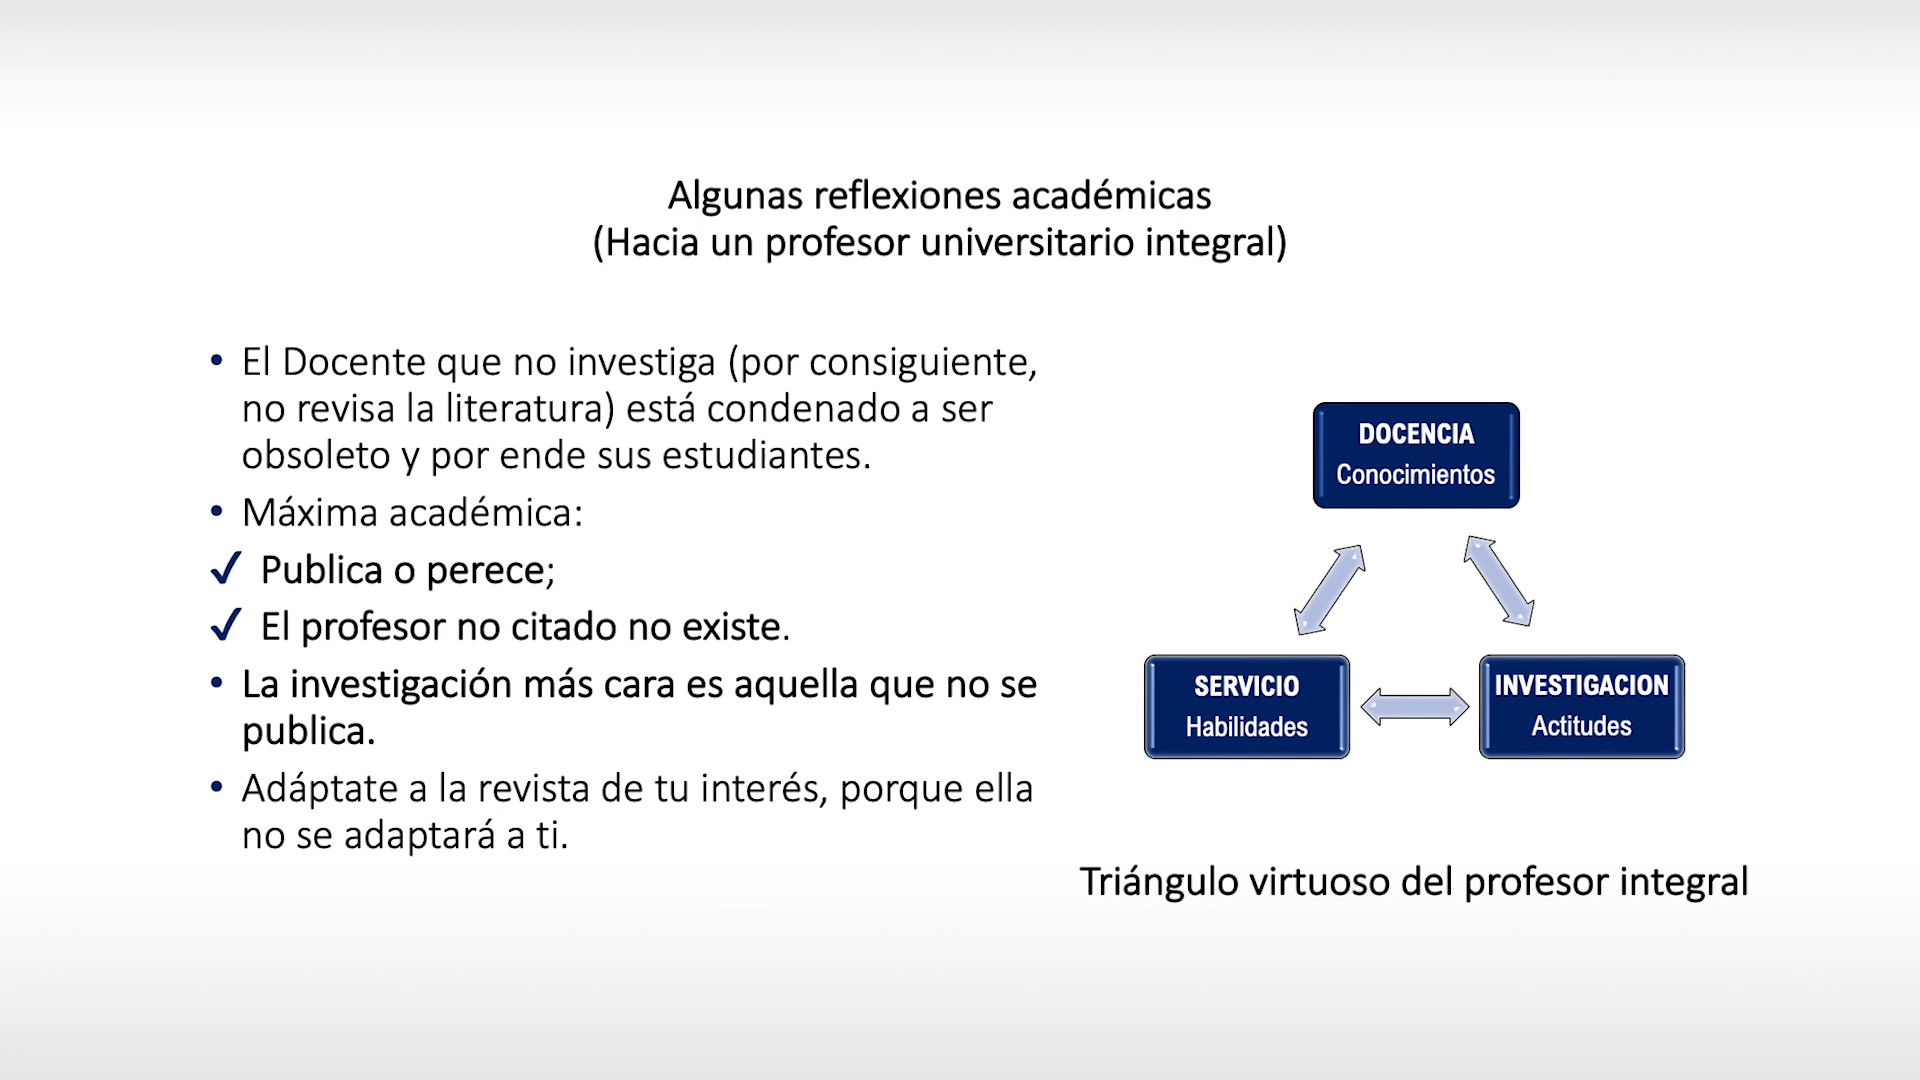 Algunas reflexiones académicas
(Hacia un profesor universitario integral)
• El Docente que no investiga (por consiguiente,
no revisa la literatura) está condenado a ser
obsoleto y por ende sus estudiantes.
• Máxima académica:
✓ Publica o perece;
✓ El profesor no citado no existe.
• La investigación más cara es aquella que no se
publica.
• Adáptate a la revista de tu interés, porque ella
no se adaptará a ti.
DOCENCIA
Conocimientos
SERVICIO
Habilidades
INVESTIGACION
Actitudes
Triángulo virtuoso del profesor integral